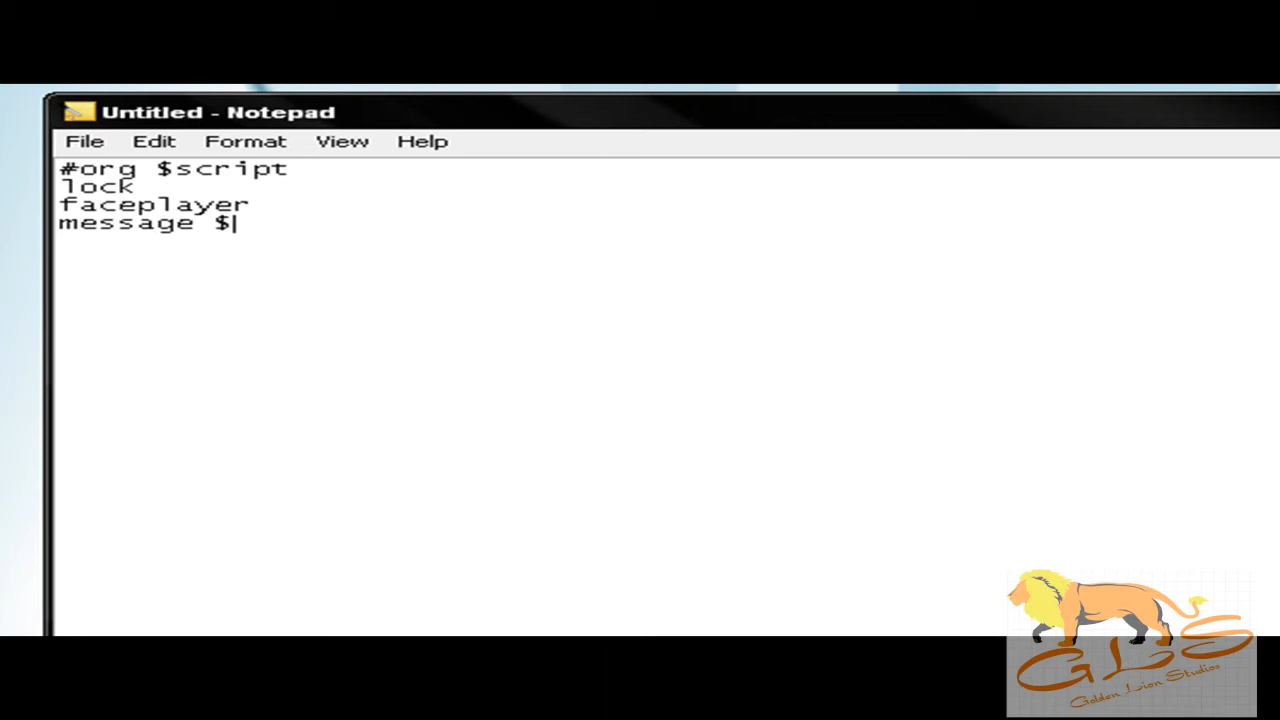 Untitled - Notepad
File Edit Format View Help
#org $script
lock
faceplayer
message $
GLS
Golden Lion Studios